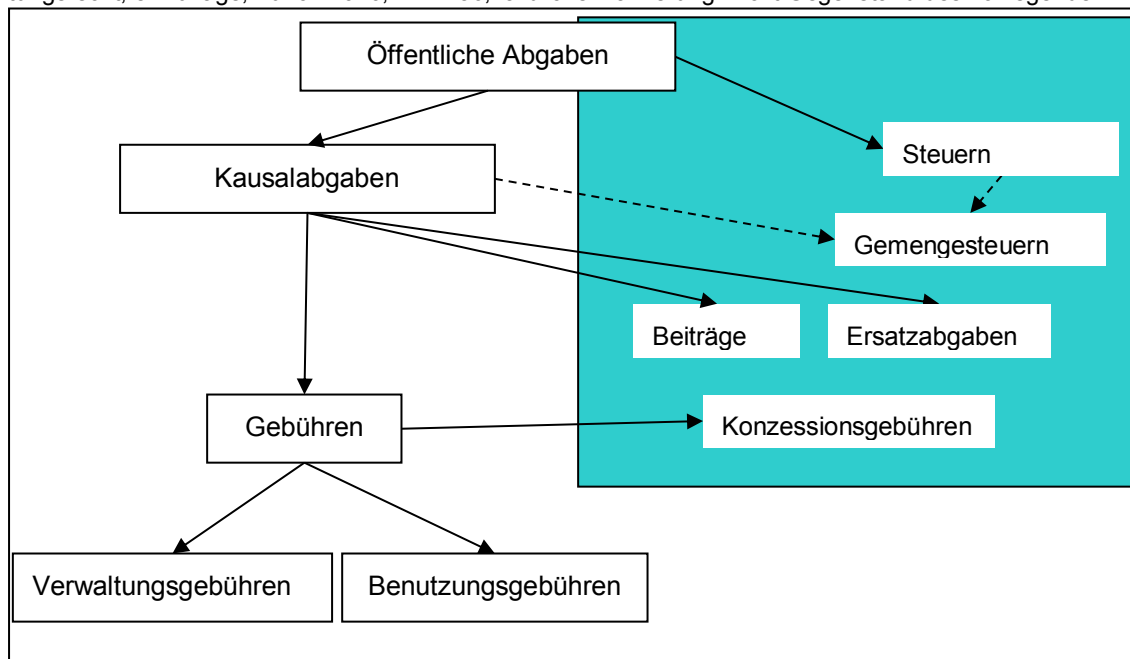 Öffentliche Abgaben
Steuern
Kausalabgaben
Gemengesteuern
Beiträge
Ersatzabgaben
Gebühren
Konzessionsgebühren
Verwaltungsgebühren
Benutzungsgebühren